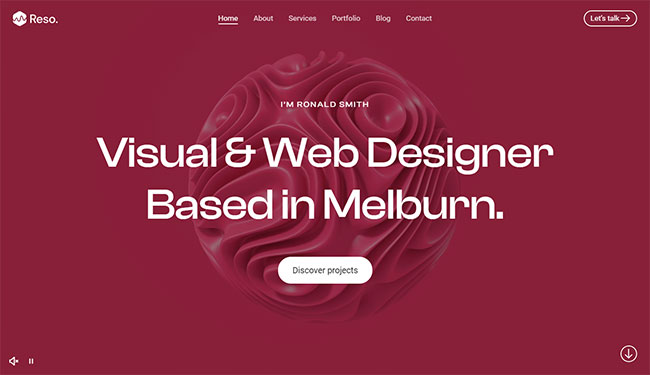 Reso.
Home About Services Portfolio Blog Contact
Let's talk
I'M RONALD SMITH
Visual & Web Designer
Based in Melburn.
Discover projects